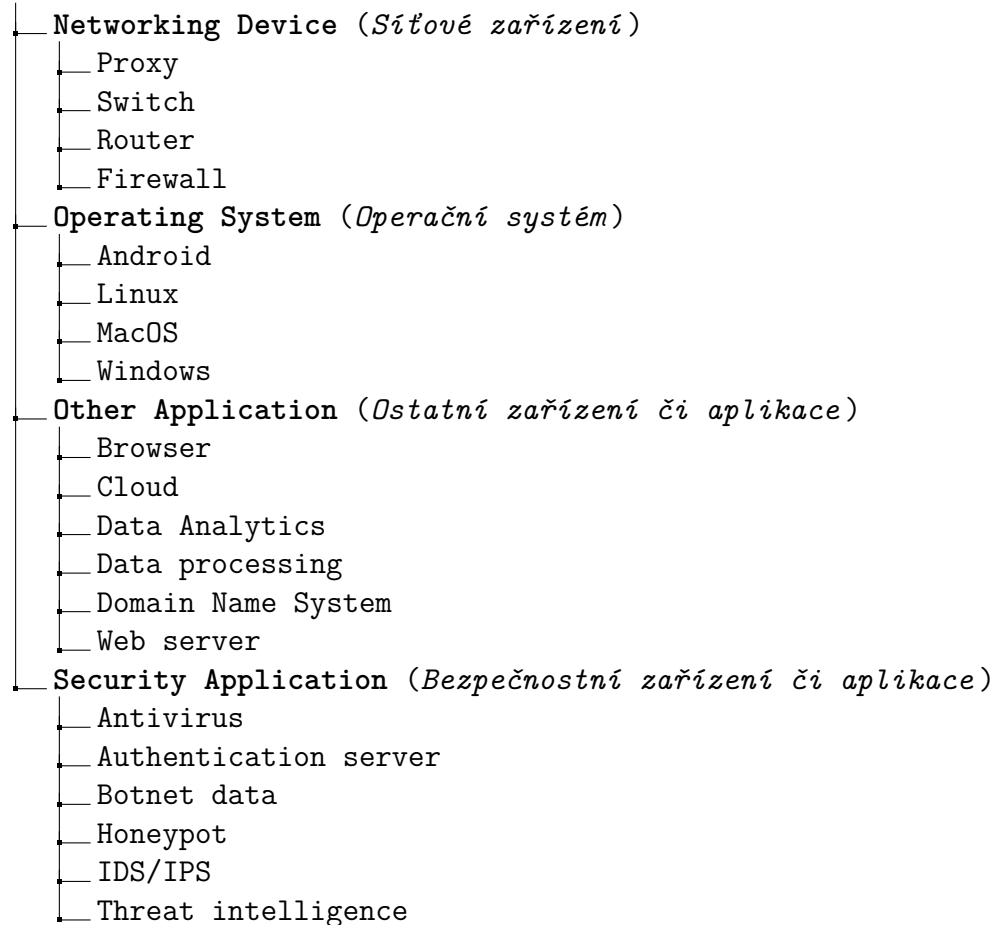 Networking Device (Síťové zařízení)
Proxy
Switch
Router
Firewall
Operating System (Operační systém)
Android
Linux
MacOS
Windows
Other Application (Ostatní zařízení či aplikace)
Browser
Cloud
Data Analytics
Data processing
Domain Name System
Web server
Security Application (Bezpečnostní zařízení či aplikace)
Antivirus
Authentication server
Botnet data
Honeypot
IDS/IPS
Threat intelligence